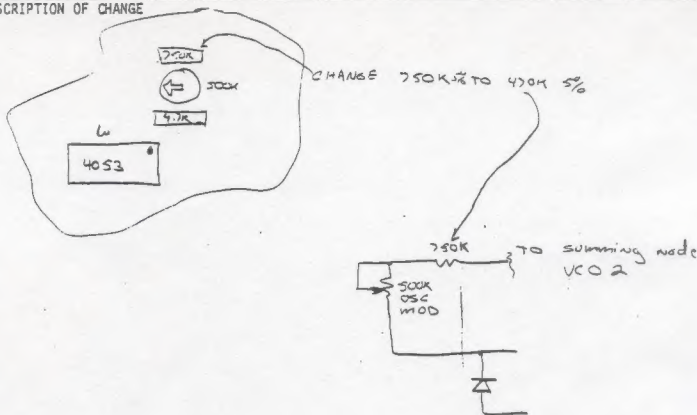 SCRIPTION OF CHANGE
750K
500K
4.7K
4053
CHANGE 750K 5% TO 470K 5%
750K
TO summing node
VCO 2
500K
OSC
MOD